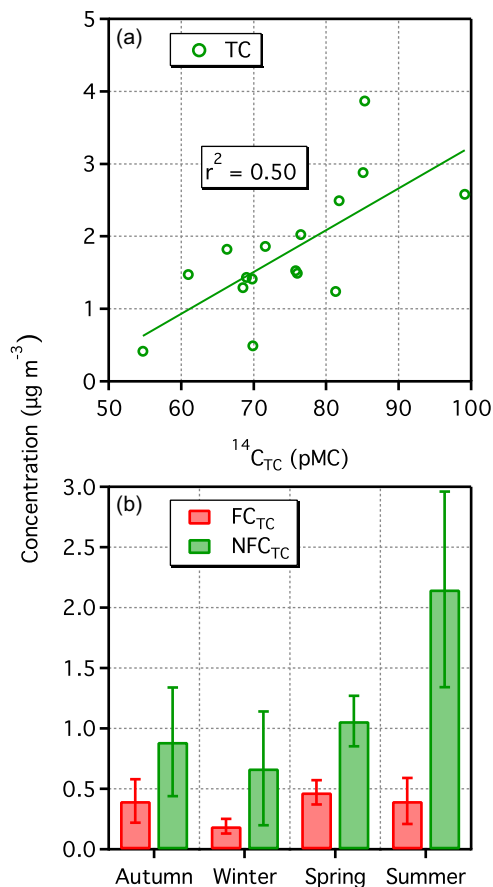 Concentration (µg m⁻³)
(a)
TC
r² = 0.50
5
4
3
2
1
0
50
60
70
80
90
100
¹⁴C_TC (pMC)
(b)
FC_TC
NFC_TC
3.0
2.5
2.0
1.5
1.0
0.5
0.0
Autumn
Winter
Spring
Summer